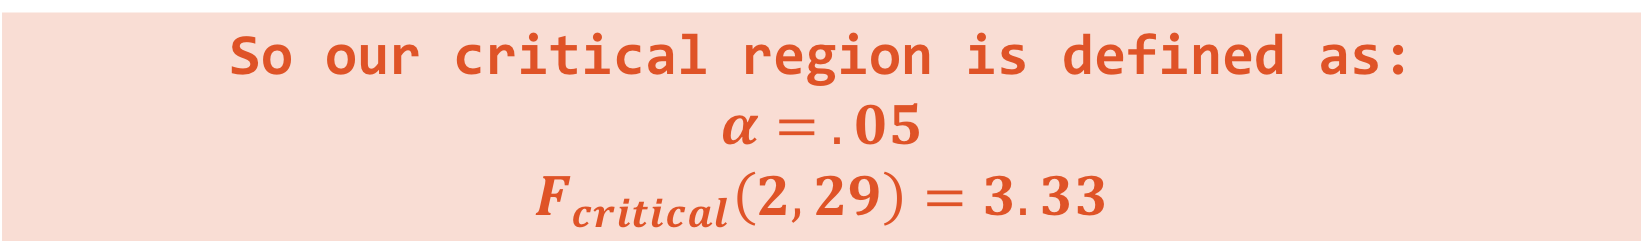 So our critical region is defined as:
α = .05
F_critical(2, 29) = 3.33